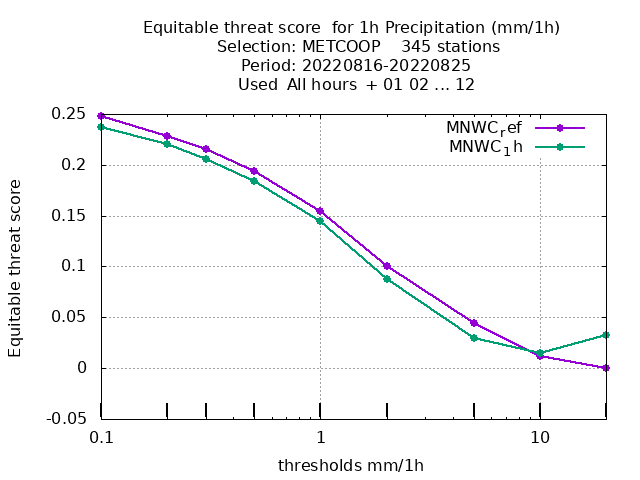 Equitable threat score  for 1h Precipitation (mm/1h)
Selection: METCOOP    345 stations
Period: 20220816-20220825
Used  All hours  + 01 02 ... 12
MNWC_ref
MNWC_1h
0.25
0.2
0.15
0.1
0.05
0
-0.05
Equitable threat score
0.1 1 10
thresholds mm/1h